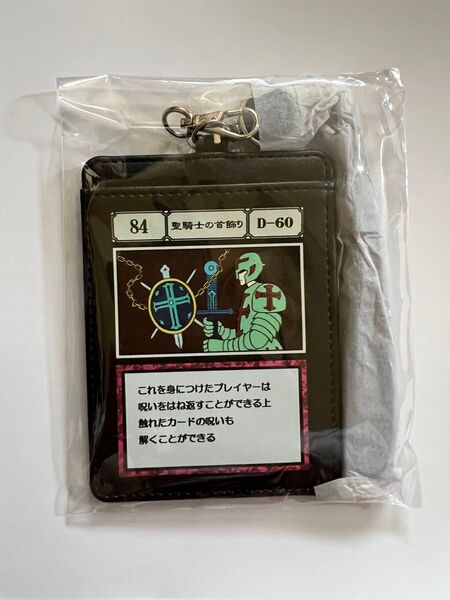 84 聖騎士の首飾り D-60
これを身につけたプレイヤーは
呪いをはね返すことができる上
触れたカードの呪いも
解くことができる